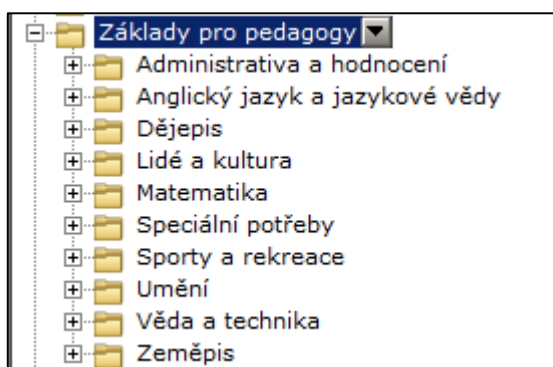 Základy pro pedagogy
Administrativa a hodnocení
Anglický jazyk a jazykové vědy
Dějepis
Lidé a kultura
Matematika
Speciální potřeby
Sporty a rekreace
Umění
Věda a technika
Zeměpis